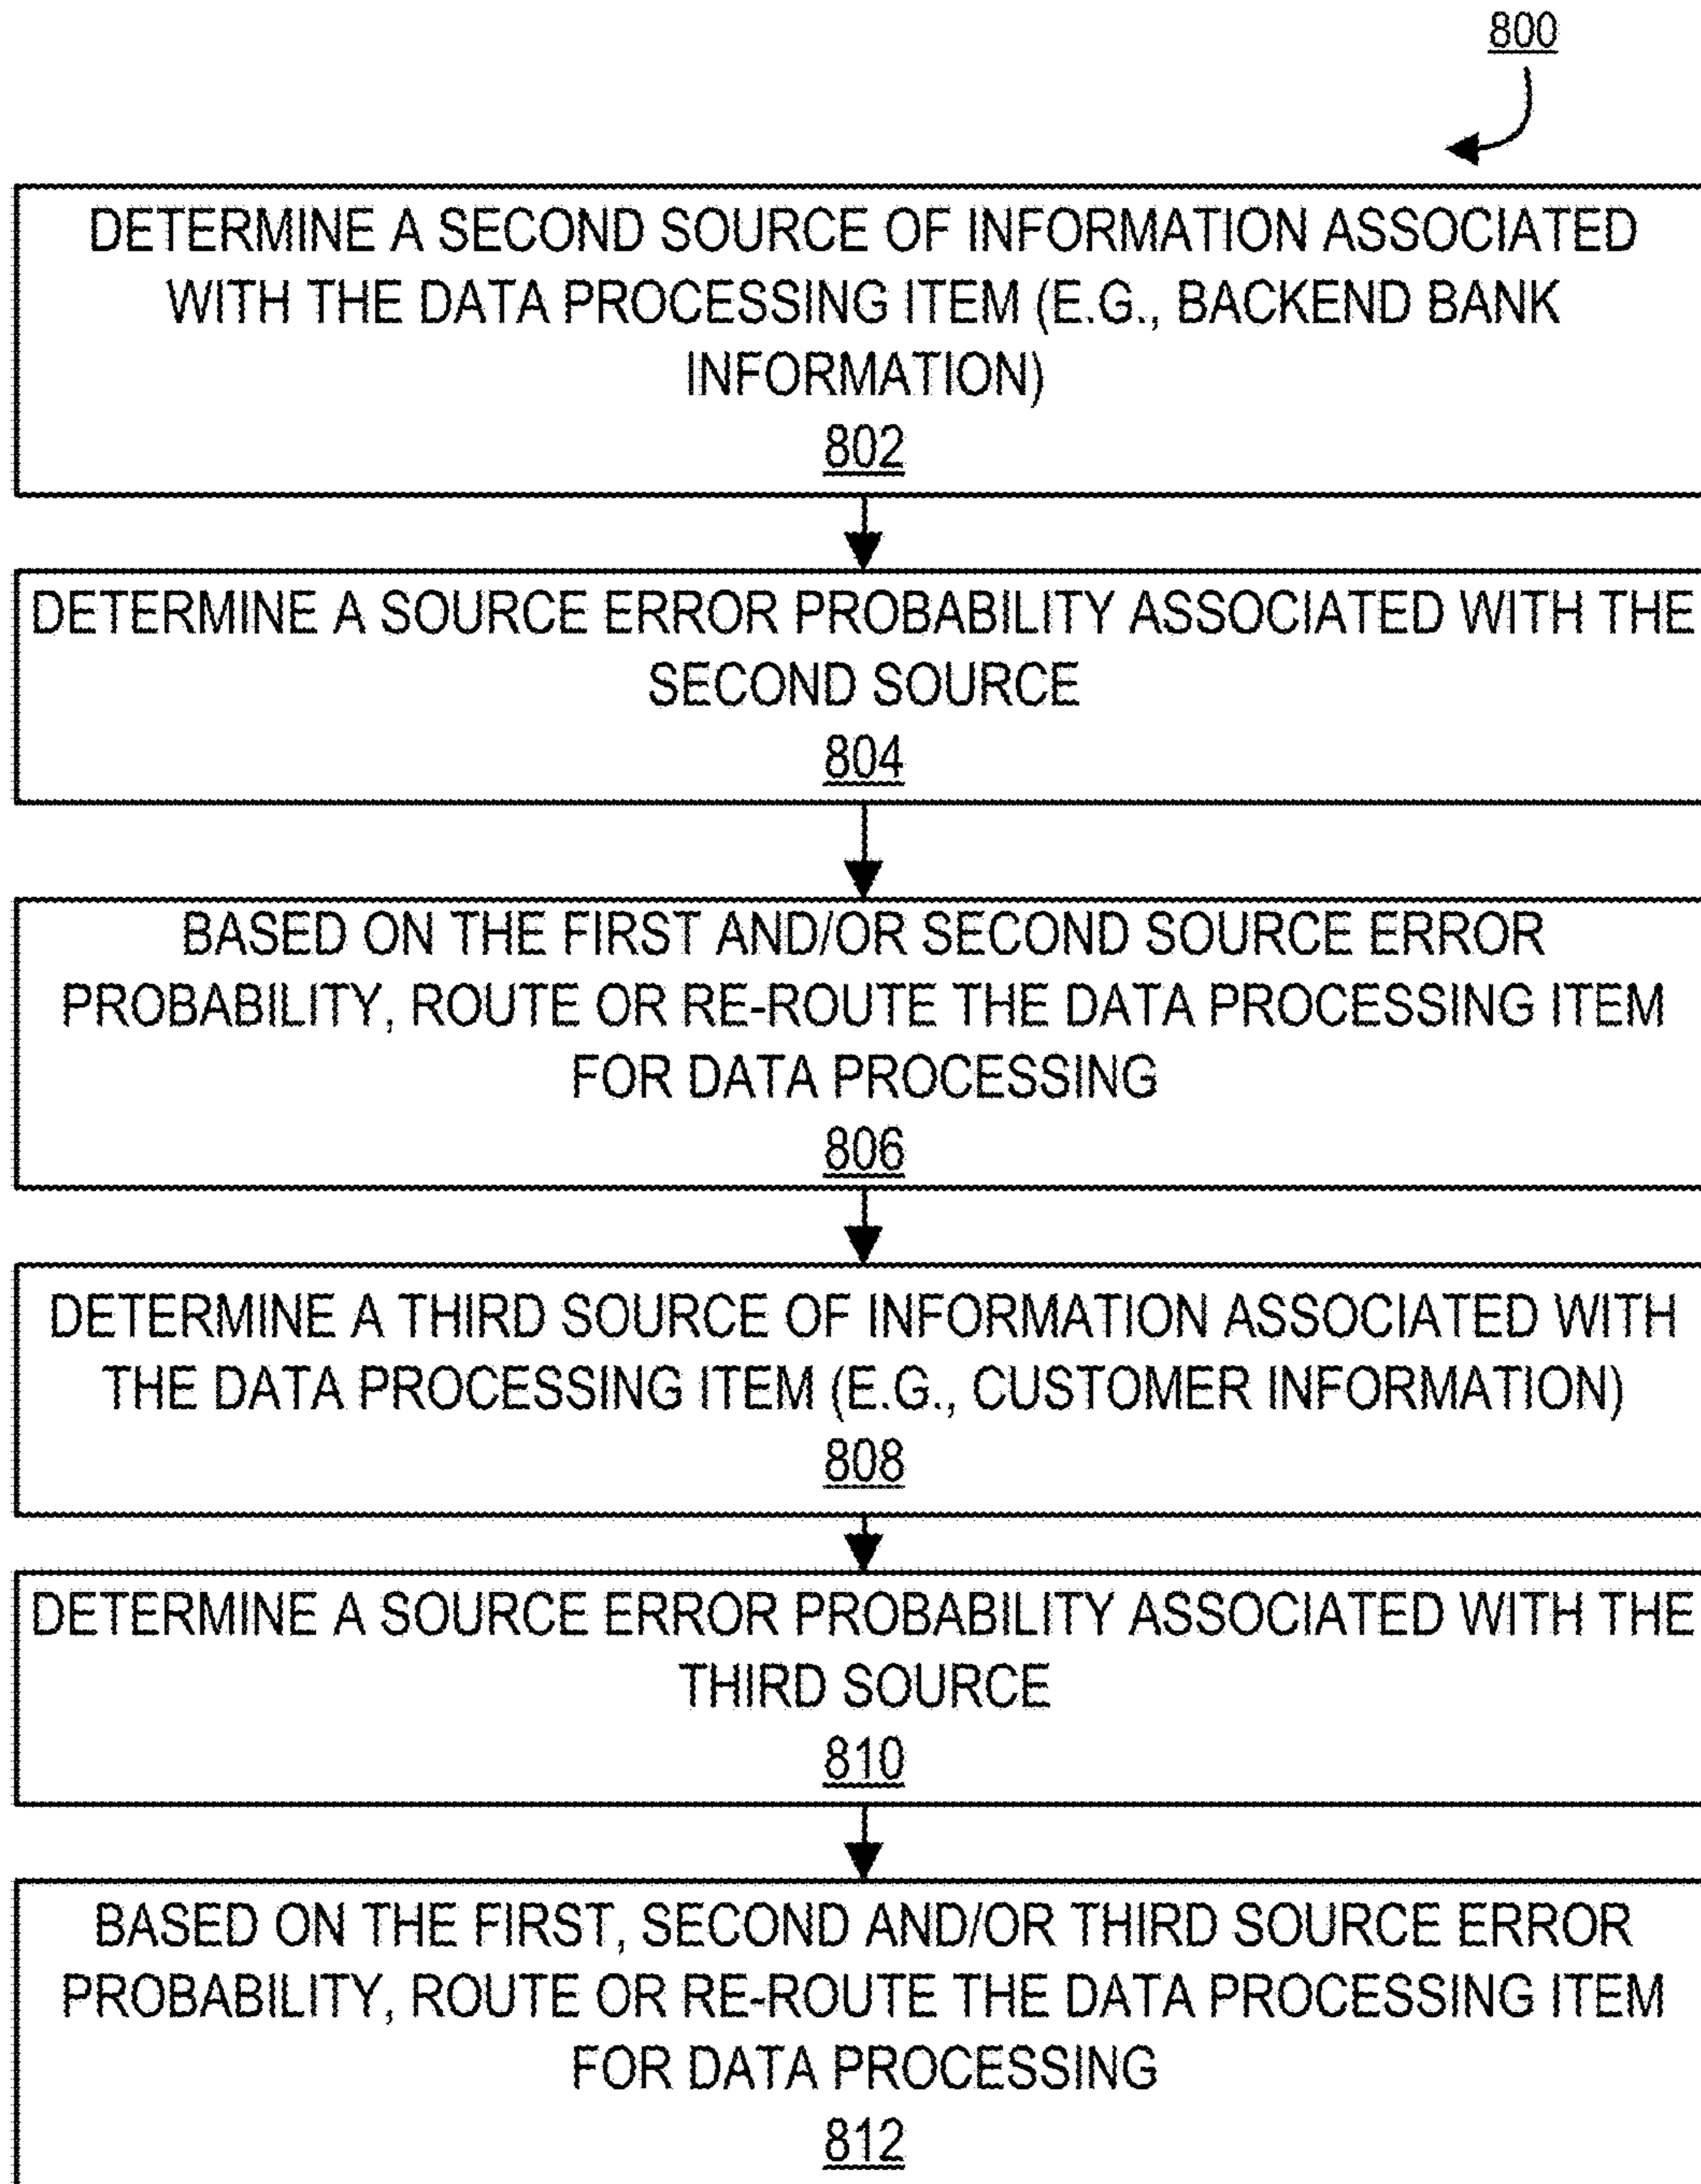 800
DETERMINE A SECOND SOURCE OF INFORMATION ASSOCIATED
WITH THE DATA PROCESSING ITEM (E.G., BACKEND BANK
INFORMATION)
802
DETERMINE A SOURCE ERROR PROBABILITY ASSOCIATED WITH THE
SECOND SOURCE
804
BASED ON THE FIRST AND/OR SECOND SOURCE ERROR
PROBABILITY, ROUTE OR RE-ROUTE THE DATA PROCESSING ITEM
FOR DATA PROCESSING
806
DETERMINE A THIRD SOURCE OF INFORMATION ASSOCIATED WITH
THE DATA PROCESSING ITEM (E.G., CUSTOMER INFORMATION)
808
DETERMINE A SOURCE ERROR PROBABILITY ASSOCIATED WITH THE
THIRD SOURCE
810
BASED ON THE FIRST, SECOND AND/OR THIRD SOURCE ERROR
PROBABILITY, ROUTE OR RE-ROUTE THE DATA PROCESSING ITEM
FOR DATA PROCESSING
812